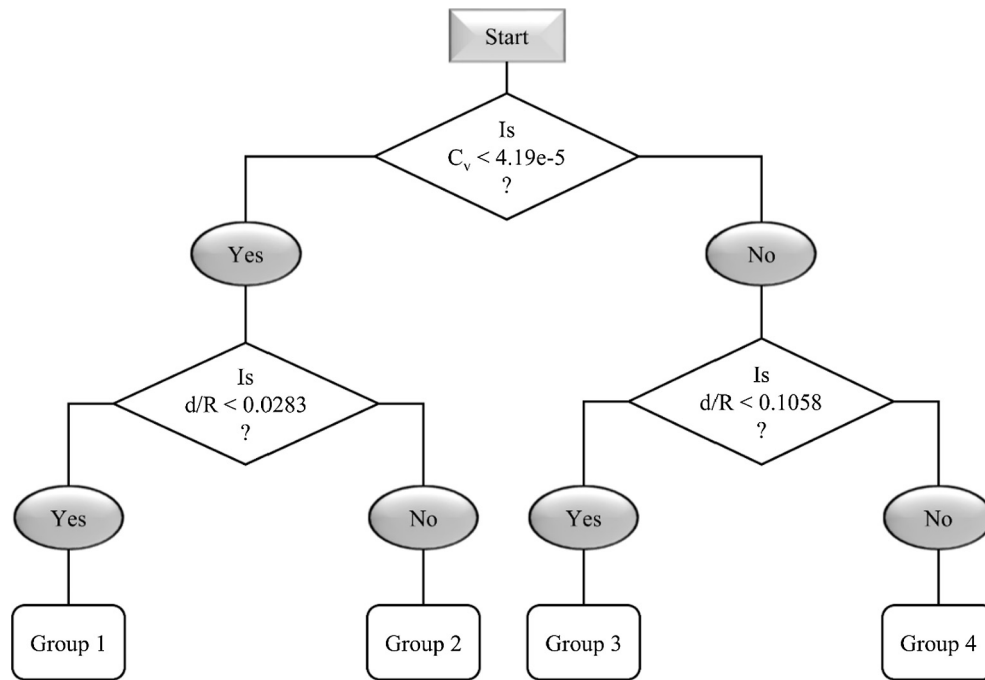 Start
Is
Cᵥ < 4.19e-5
?
Yes
No
Is
d/R < 0.0283
?
Is
d/R < 0.1058
?
Yes
No
Yes
No
Group 1
Group 2
Group 3
Group 4